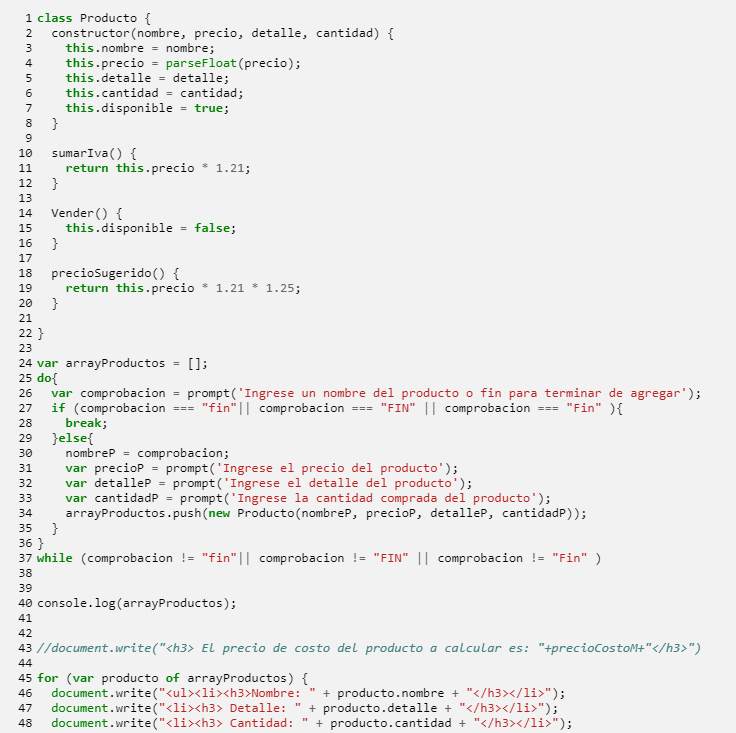 1 class Producto {
2   constructor(nombre, precio, detalle, cantidad) {
3     this.nombre = nombre;
4     this.precio = parseFloat(precio);
5     this.detalle = detalle;
6     this.cantidad = cantidad;
7     this.disponible = true;
8   }
9
10   sumarIva() {
11     return this.precio * 1.21;
12   }
13
14   Vender() {
15     this.disponible = false;
16   }
17
18   precioSugerido() {
19     return this.precio * 1.21 * 1.25;
20   }
21
22 }
23
24 var arrayProductos = [];
25 do{
26   var comprobacion = prompt('Ingrese un nombre del producto o fin para terminar de agregar');
27   if (comprobacion === "fin"|| comprobacion === "FIN" || comprobacion === "Fin" ){
28     break;
29   }else{
30     nombreP = comprobacion;
31     var precioP = prompt('Ingrese el precio del producto');
32     var detalleP = prompt('Ingrese el detalle del producto');
33     var cantidadP = prompt('Ingrese la cantidad comprada del producto');
34     arrayProductos.push(new Producto(nombreP, precioP, detalleP, cantidadP));
35   }
36 }
37 while (comprobacion != "fin"|| comprobacion != "FIN" || comprobacion != "Fin" )
38
39
40 console.log(arrayProductos);
41
42
43 //document.write("<h3> El precio de costo del producto a calcular es: "+precioCostoM+"</h3>")
44
45 for (var producto of arrayProductos) {
46   document.write("<ul><li><h3>Nombre: " + producto.nombre + "</h3></li>");
47   document.write("<li><h3> Detalle: " + producto.detalle + "</h3></li>");
48   document.write("<li><h3> Cantidad: " + producto.cantidad + "</h3></li>");